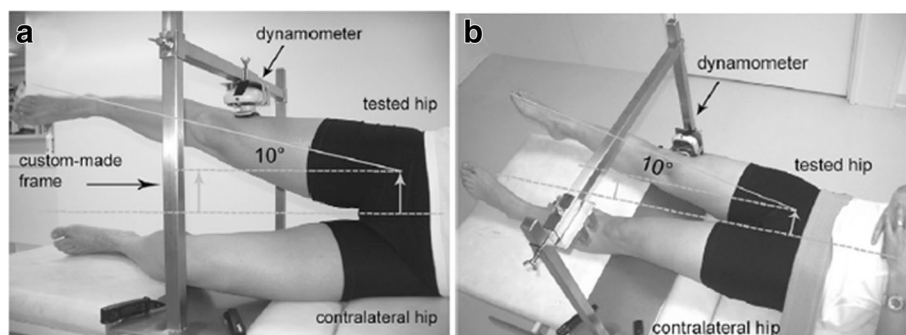 a
dynamometer
tested hip
10°
custom-made
frame
contralateral hip
b
dynamometer
tested hip
10°
contralateral hip